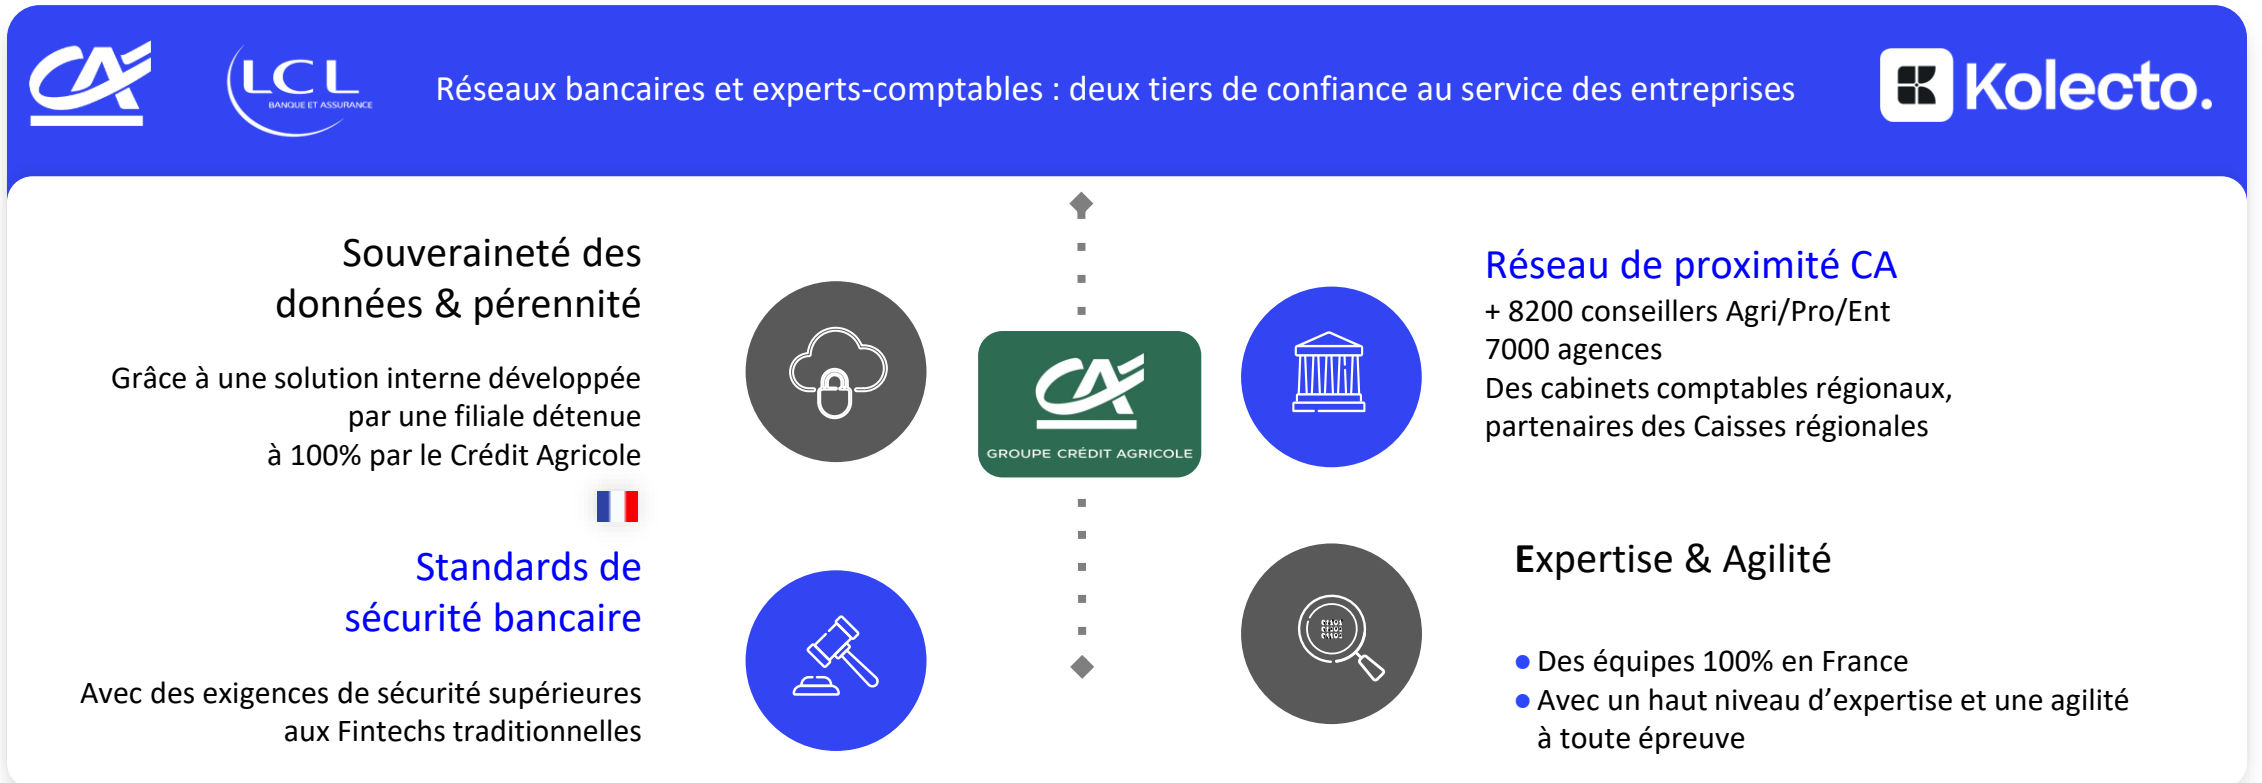 CA
LCL
BANQUE ET ASSURANCE
Réseaux bancaires et experts-comptables : deux tiers de confiance au service des entreprises
Kolecto.
Souveraineté des
données & pérennité
Grâce à une solution interne développée
par une filiale détenue
à 100% par le Crédit Agricole
Standards de
sécurité bancaire
Avec des exigences de sécurité supérieures
aux Fintechs traditionnelles
CA
GROUPE CRÉDIT AGRICOLE
Réseau de proximité CA
+ 8200 conseillers Agri/Pro/Ent
7000 agences
Des cabinets comptables régionaux,
partenaires des Caisses régionales
Expertise & Agilité
● Des équipes 100% en France
● Avec un haut niveau d’expertise et une agilité
à toute épreuve